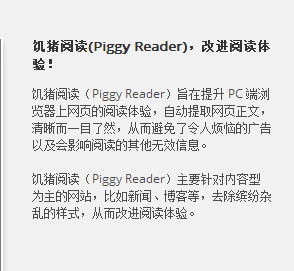 饥猪阅读(Piggy Reader)，改进阅读体
验！
饥猪阅读（Piggy Reader）旨在提升 PC 端浏
览器上网页的阅读体验，自动提取网页正文，
清晰而一目了然，从而避免了令人烦恼的广告
以及会影响阅读的其他无效信息。
饥猪阅读（Piggy Reader）主要针对内容型
为主的网站，比如新闻、博客等，去除缤纷杂
乱的样式，从而改进阅读体验。